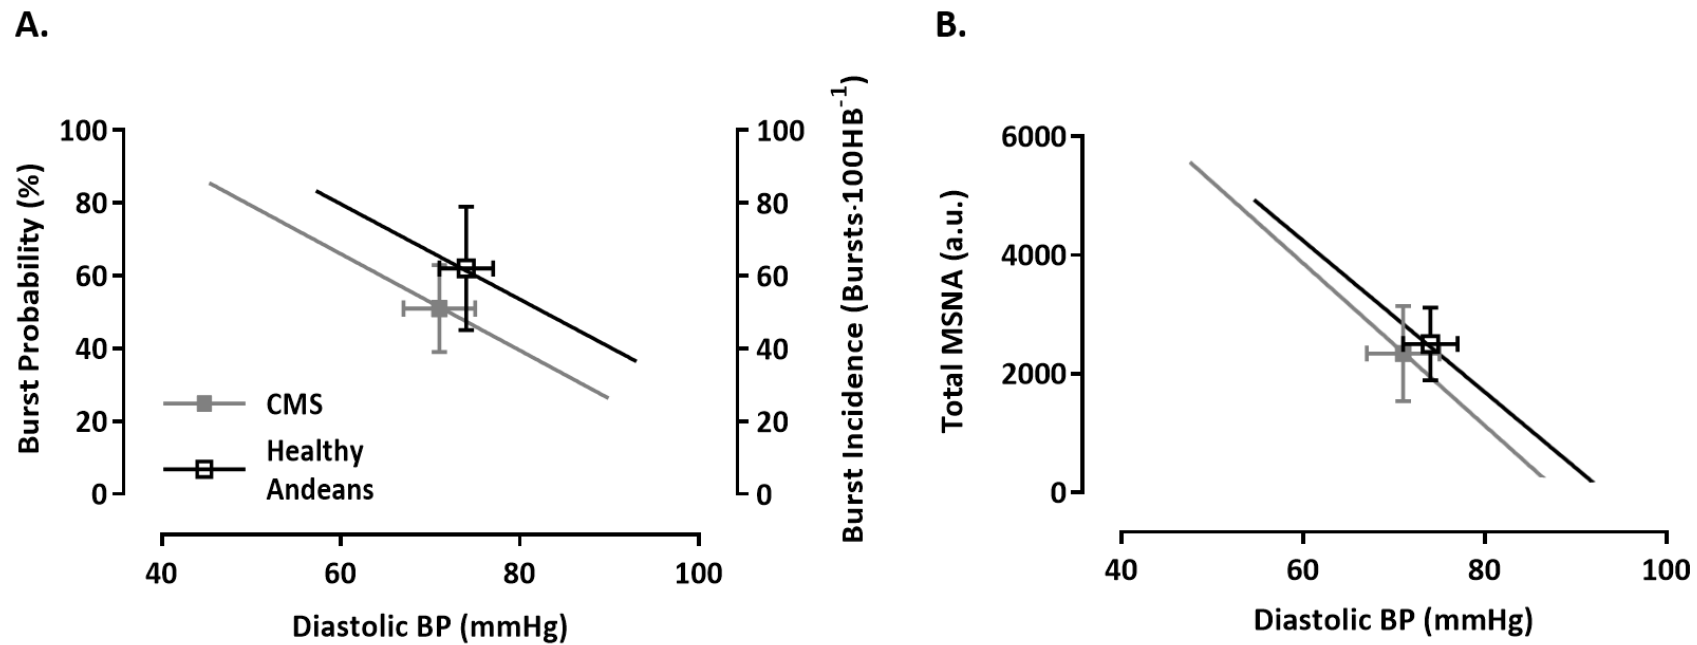 A.
Burst Probability (%)
100
80
60
40
20
0
CMS
Healthy
Andeans
100
80
60
40
20
0
Burst Incidence (Bursts·100HB⁻¹)
40 60 80 100
Diastolic BP (mmHg)
B.
Total MSNA (a.u.)
6000
4000
2000
0
40 60 80 100
Diastolic BP (mmHg)